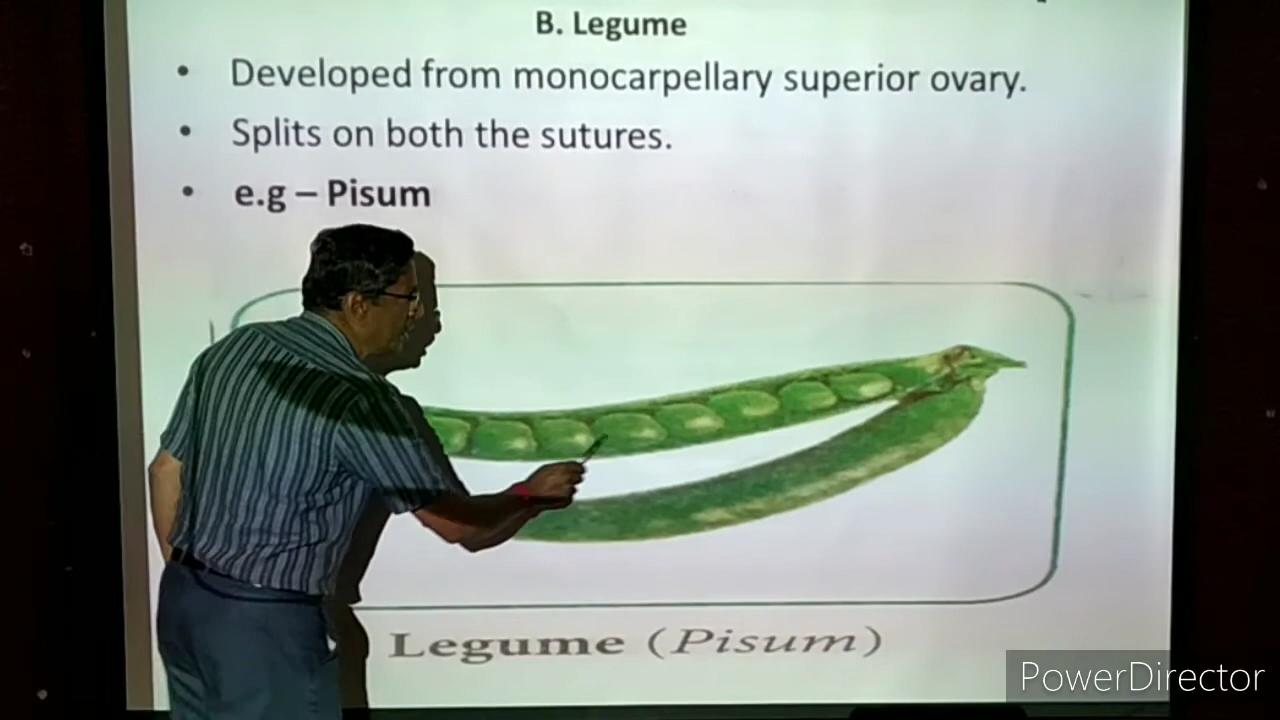 B. Legume
• Developed from monocarpellary superior ovary.
• Splits on both the sutures.
• e.g – Pisum
Legume (Pisum)
PowerDirector